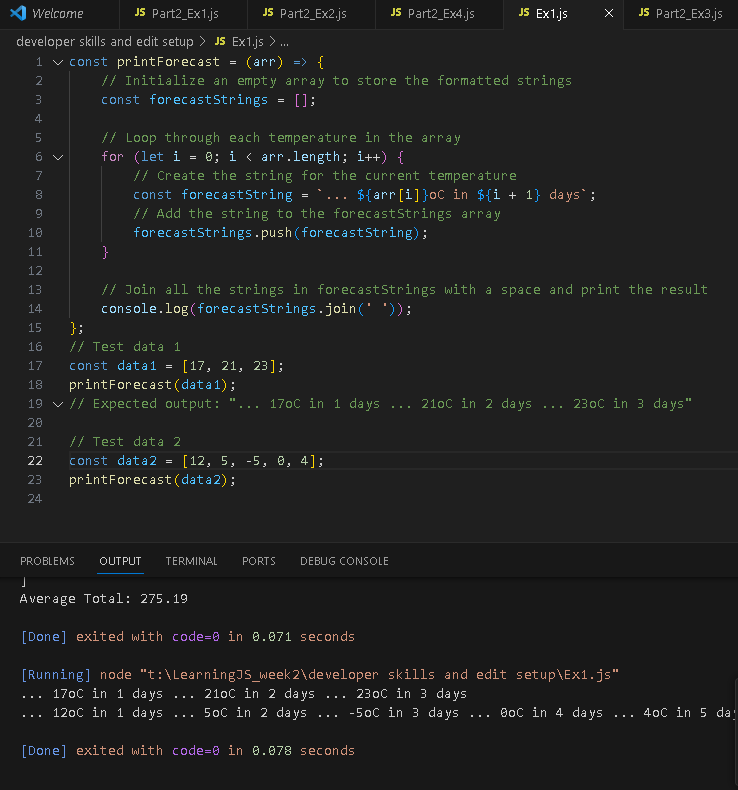 Welcome JS Part2_Ex1.js JS Part2_Ex2.js JS Part2_Ex4.js JS Ex1.js × JS Part2_Ex3.js
developer skills and edit setup > JS Ex1.js > ...
1 const printForecast = (arr) => {
2 // Initialize an empty array to store the formatted strings
3 const forecastStrings = [];
4
5 // Loop through each temperature in the array
6 for (let i = 0; i < arr.length; i++) {
7 // Create the string for the current temperature
8 const forecastString = `... ${arr[i]}oC in ${i + 1} days`;
9 // Add the string to the forecastStrings array
10 forecastStrings.push(forecastString);
11 }
12
13 // Join all the strings in forecastStrings with a space and print the result
14 console.log(forecastStrings.join(' '));
15 };
16 // Test data 1
17 const data1 = [17, 21, 23];
18 printForecast(data1);
19 // Expected output: "... 17oC in 1 days ... 21oC in 2 days ... 23oC in 3 days"
20
21 // Test data 2
22 const data2 = [12, 5, -5, 0, 4];
23 printForecast(data2);
24
PROBLEMS OUTPUT TERMINAL PORTS DEBUG CONSOLE
]
Average Total: 275.19
[Done] exited with code=0 in 0.071 seconds
[Running] node "t:\LearningJS_week2\developer skills and edit setup\Ex1.js"
... 17oC in 1 days ... 21oC in 2 days ... 23oC in 3 days
... 12oC in 1 days ... 5oC in 2 days ... -5oC in 3 days ... 0oC in 4 days ... 4oC in 5 da
[Done] exited with code=0 in 0.078 seconds